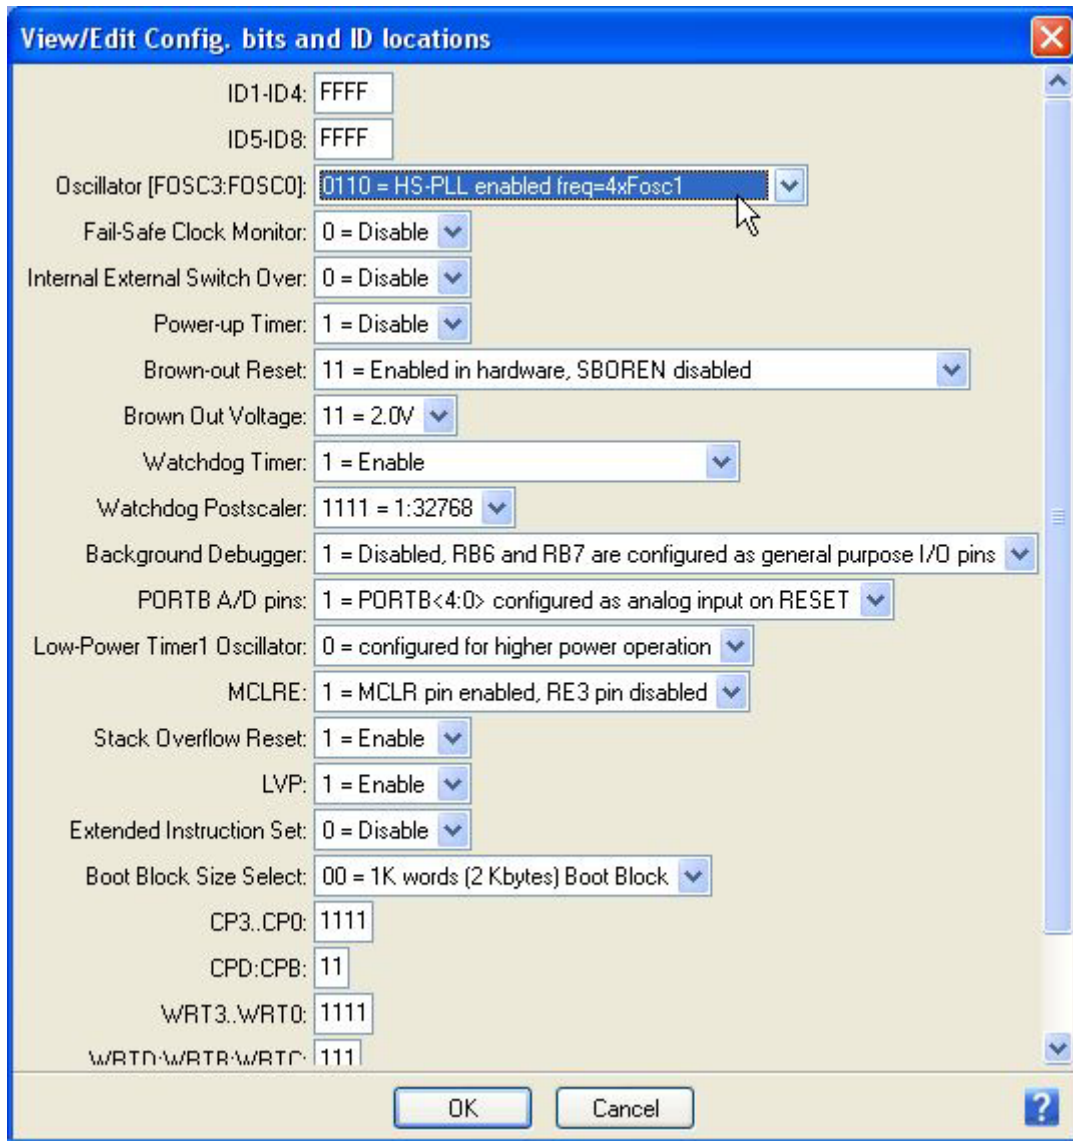 View/Edit Config. bits and ID locations
ID1-ID4: FFFF
ID5-ID8: FFFF
Oscillator [FOSC3:FOSC0]: 0110 = HS-PLL enabled freq=4xFosc1
Fail-Safe Clock Monitor: 0 = Disable
Internal External Switch Over: 0 = Disable
Power-up Timer: 1 = Disable
Brown-out Reset: 11 = Enabled in hardware, SBOREN disabled
Brown Out Voltage: 11 = 2.0V
Watchdog Timer: 1 = Enable
Watchdog Postscaler: 1111 = 1:32768
Background Debugger: 1 = Disabled, RB6 and RB7 are configured as general purpose I/O pins
PORTB A/D pins: 1 = PORTB<4:0> configured as analog input on RESET
Low-Power Timer1 Oscillator: 0 = configured for higher power operation
MCLRE: 1 = MCLR pin enabled, RE3 pin disabled
Stack Overflow Reset: 1 = Enable
LVP: 1 = Enable
Extended Instruction Set: 0 = Disable
Boot Block Size Select: 00 = 1K words (2 Kbytes) Boot Block
CP3..CP0: 1111
CPD:CPB: 11
WRT3..WRT0: 1111
WRTD:WRTB:WRTC: 111
OK Cancel ?